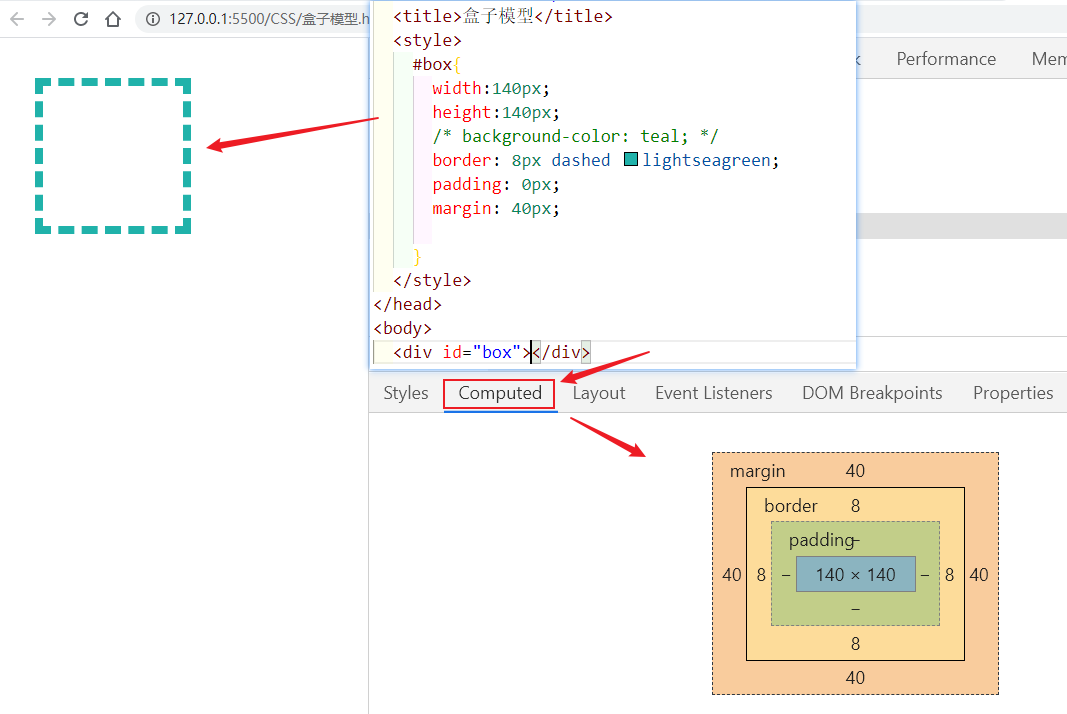 127.0.0.1:5500/CSS/盒子模型.h
<title>盒子模型</title>
<style>
#box{
width:140px;
height:140px;
/* background-color: teal; */
border: 8px dashed lightseagreen;
padding: 0px;
margin: 40px;
}
</style>
</head>
<body>
<div id="box"></div>
k Performance Mem
Styles Computed Layout Event Listeners DOM Breakpoints Properties
margin 40
border 8
padding –
40 8 – 140 × 140 – 8 40
–
8
40